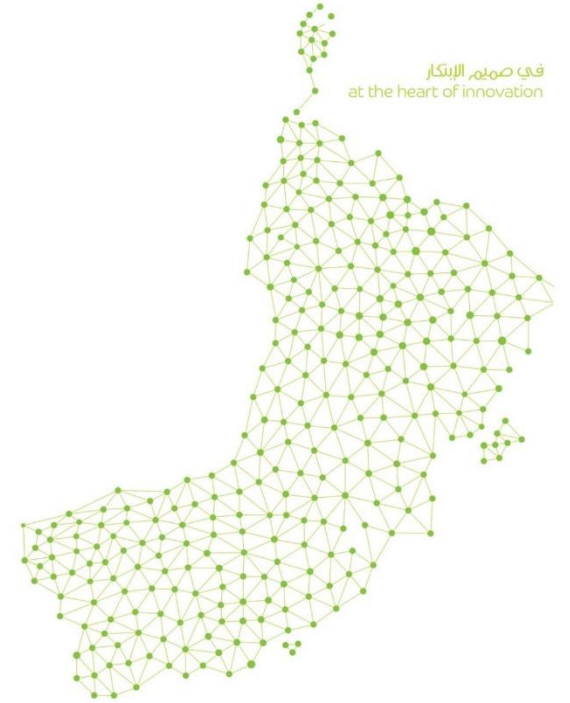 في صميم الإبتكار
at the heart of innovation